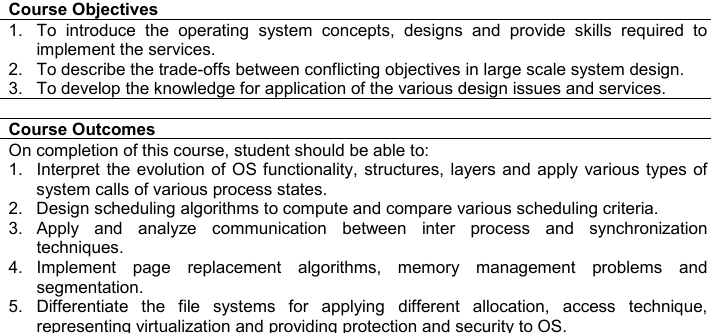 Course Objectives
1. To introduce the operating system concepts, designs and provide skills required to
implement the services.
2. To describe the trade-offs between conflicting objectives in large scale system design.
3. To develop the knowledge for application of the various design issues and services.
Course Outcomes
On completion of this course, student should be able to:
1. Interpret the evolution of OS functionality, structures, layers and apply various types of
system calls of various process states.
2. Design scheduling algorithms to compute and compare various scheduling criteria.
3. Apply and analyze communication between inter process and synchronization
techniques.
4. Implement page replacement algorithms, memory management problems and
segmentation.
5. Differentiate the file systems for applying different allocation, access technique,
representing virtualization and providing protection and security to OS.